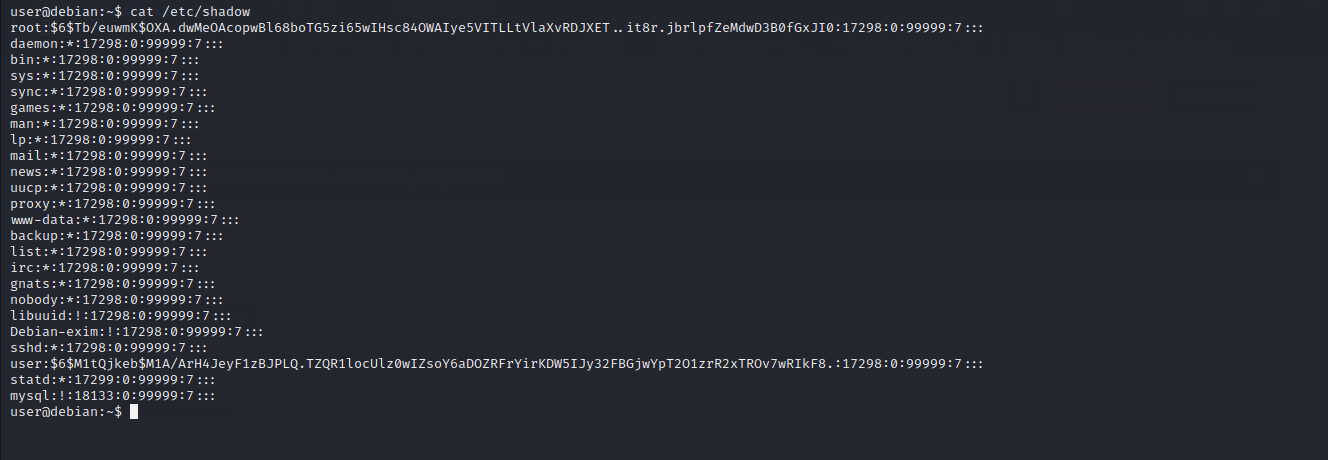 user@debian:~$ cat /etc/shadow
root:$6$Tb/euwmK$OXA.dwMeOAcopwBl68boTG5zi65wIHsc84OWAIye5VITLLtVlaXvRDJXET..it8r.jbrlpfZeMdwD3B0fGxJI0:17298:0:99999:7:::
daemon:*:17298:0:99999:7:::
bin:*:17298:0:99999:7:::
sys:*:17298:0:99999:7:::
sync:*:17298:0:99999:7:::
games:*:17298:0:99999:7:::
man:*:17298:0:99999:7:::
lp:*:17298:0:99999:7:::
mail:*:17298:0:99999:7:::
news:*:17298:0:99999:7:::
uucp:*:17298:0:99999:7:::
proxy:*:17298:0:99999:7:::
www-data:*:17298:0:99999:7:::
backup:*:17298:0:99999:7:::
list:*:17298:0:99999:7:::
irc:*:17298:0:99999:7:::
gnats:*:17298:0:99999:7:::
nobody:*:17298:0:99999:7:::
libuuid:!:17298:0:99999:7:::
Debian-exim:!:17298:0:99999:7:::
sshd:*:17298:0:99999:7:::
user:$6$M1tQjkeb$M1A/ArH4JeyF1zBJPLQ.TZQR1locUlz0wIZsoY6aDOZRFrYirKDW5IJy32FBGjwYpT2O1zrR2xTROv7wRIkF8.:17298:0:99999:7:::
statd:*:17299:0:99999:7:::
mysql:!:18133:0:99999:7:::
user@debian:~$